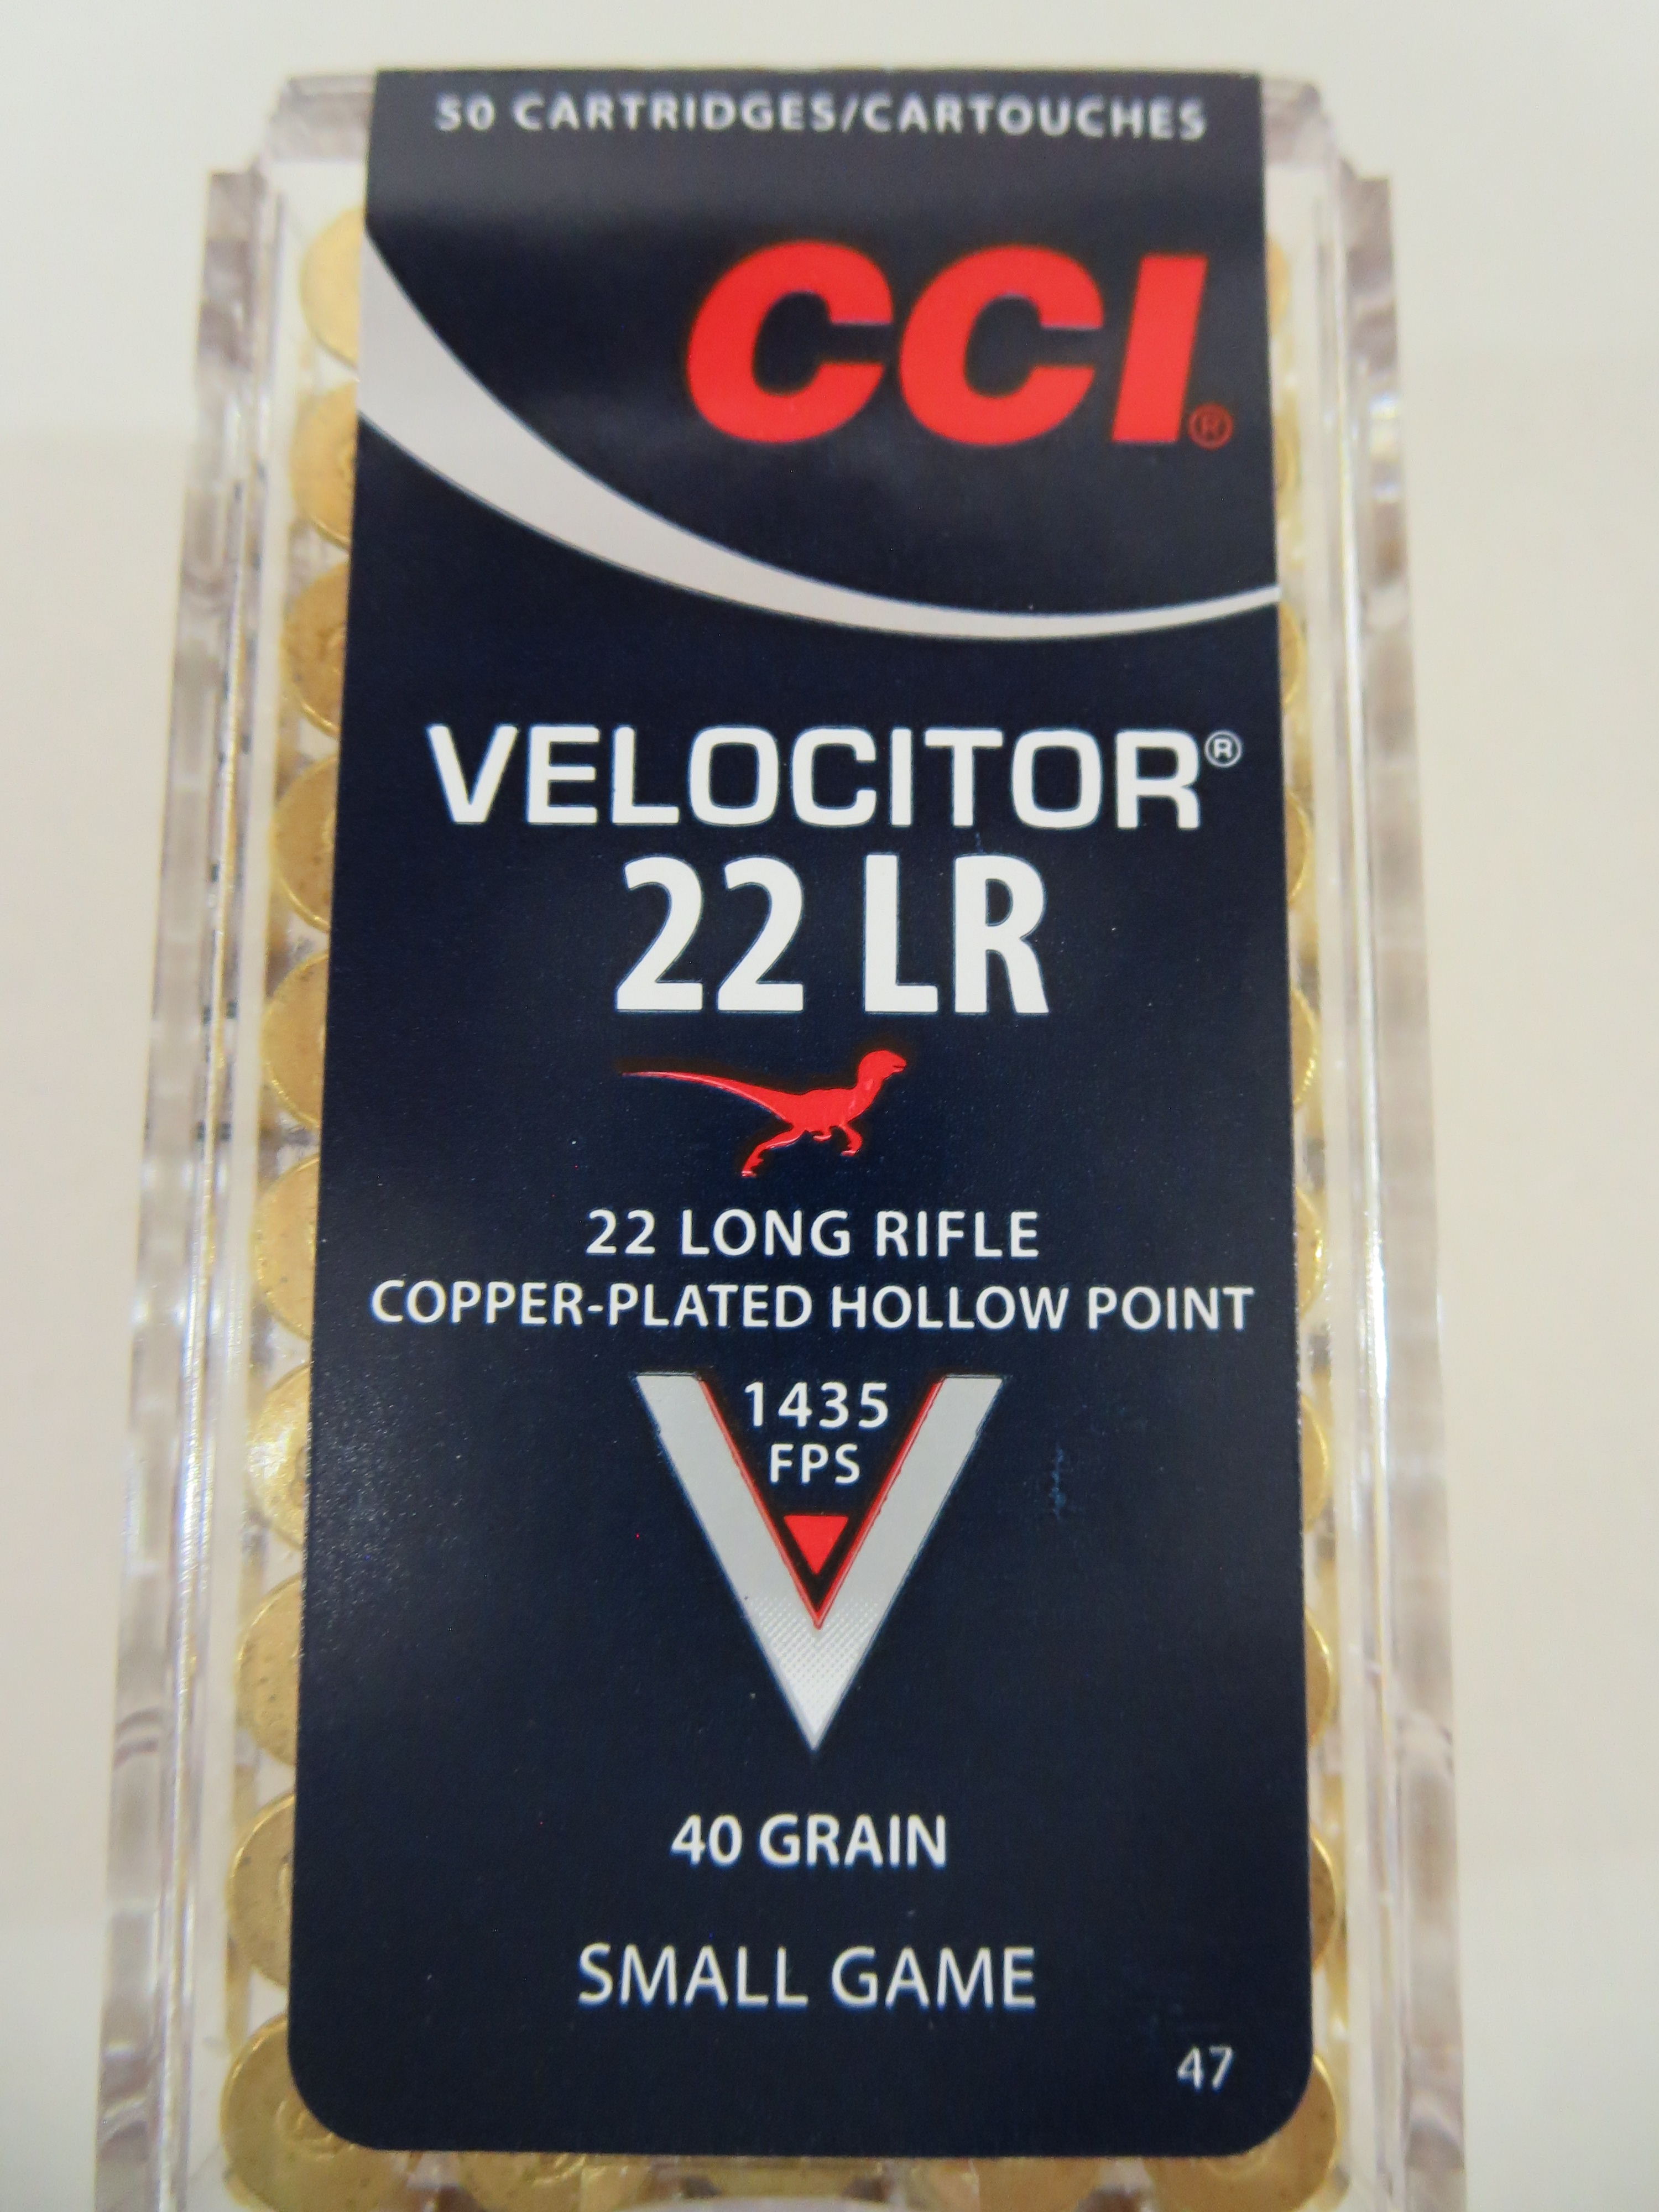 50 CARTRIDGES/CARTOUCHES
CCI®
VELOCITOR®
22 LR
22 LONG RIFLE
COPPER-PLATED HOLLOW POINT
1435
FPS
40 GRAIN
SMALL GAME
47